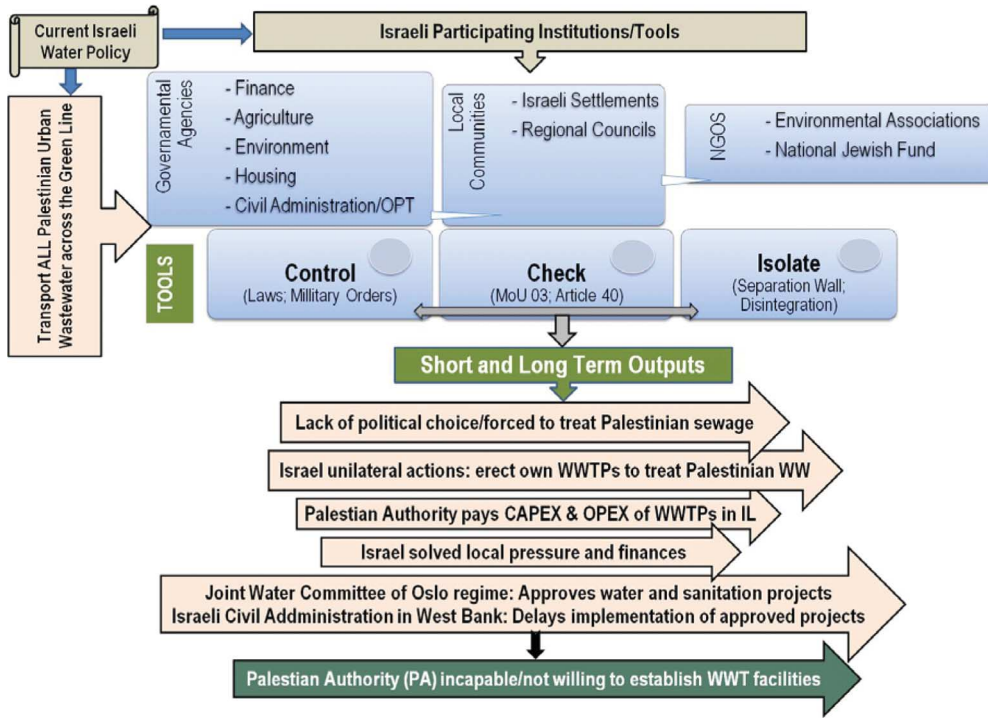 Current Israeli
Water Policy
Israeli Participating Institutions/Tools
Transport ALL Palestinian Urban
Wastewater across the Green Line
Governamental
Agencies
- Finance
- Agriculture
- Environment
- Housing
- Civil Administration/OPT
Local
Communities
- Israeli Settlements
- Regional Councils
NGOS
- Environmental Associations
- National Jewish Fund
TOOLS
Control
(Laws; Millitary Orders)
Check
(MoU 03; Article 40)
Isolate
(Separation Wall;
Disintegration)
Short and Long Term Outputs
Lack of political choice/forced to treat Palestinian sewage
Israel unilateral actions: erect own WWTPs to treat Palestinian WW
Palestian Authority pays CAPEX & OPEX of WWTPs in IL
Israel solved local pressure and finances
Joint Water Committee of Oslo regime: Approves water and sanitation projects
Israeli Civil Addministration in West Bank: Delays implementation of approved projects
Palestian Authority (PA) incapable/not willing to establish WWT facilities